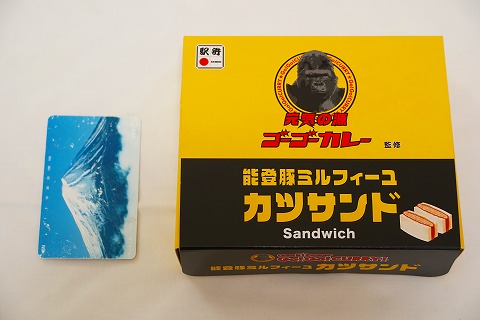 駅弁
元気の源
ゴーゴーカレー
監修
能登豚ミルフィーユ
カツサンド
Sandwich
能登豚ミルフィーユ カツサンド